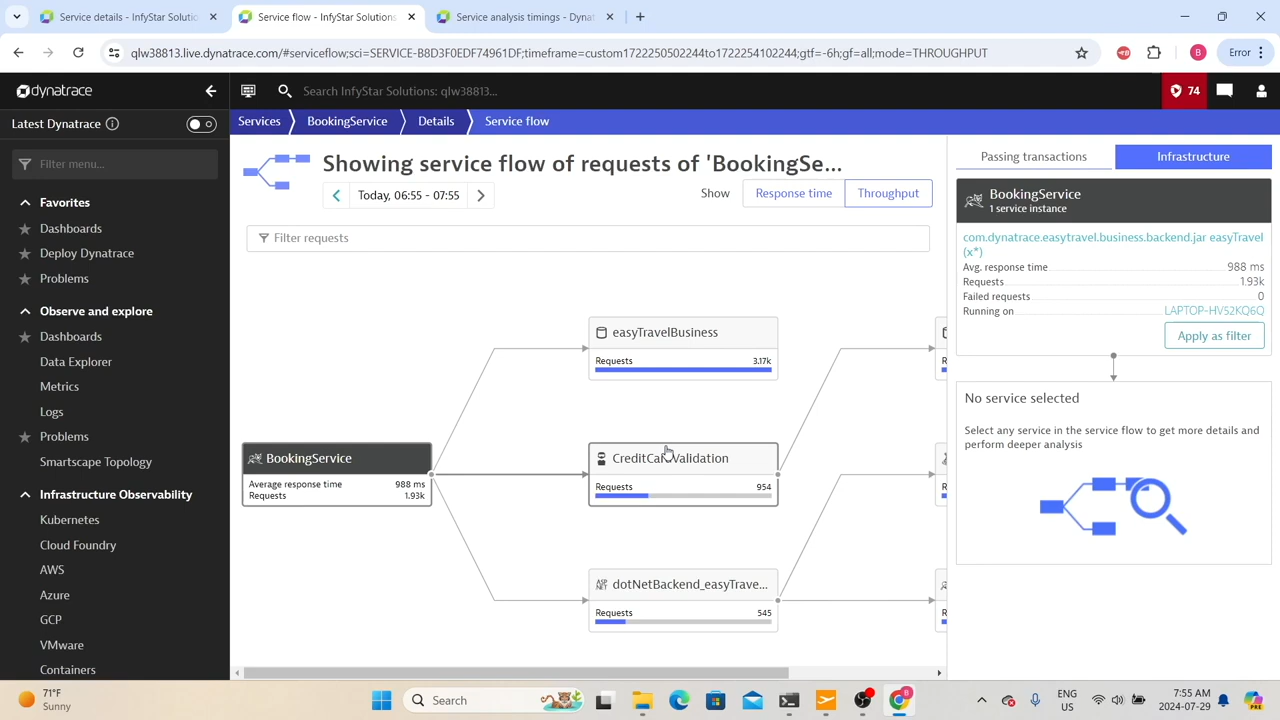 Service details - InfyStar Soluti
Service flow - InfyStar Solutions
Service analysis timings - Dynat
qlw38813.live.dynatrace.com/#serviceflow;sci=SERVICE-B8D3F0EDF74961DF;timeframe=custom1722250502244to1722254102244;gtf=-6h;gf=all;mode=THROUGHPUT
B
Error
dynatrace
Search InfyStar Solutions: qlw38813...
74
Latest Dynatrace
Services
BookingService
Details
Service flow
Filter menu...
Favorites
Dashboards
Deploy Dynatrace
Problems
Observe and explore
Dashboards
Data Explorer
Metrics
Logs
Problems
Smartscape Topology
Infrastructure Observability
Kubernetes
Cloud Foundry
AWS
Azure
GCP
VMware
Containers
Showing service flow of requests of 'BookingSe...
Today, 06:55 - 07:55
Show
Response time
Throughput
Filter requests
BookingService
Average response time 988 ms
Requests 1.93k
easyTravelBusiness
Requests 3.17k
Validation
Requests 954
dotNetBackend_easyTrave...
Requests 545
R
R
R
Passing transactions
Infrastructure
BookingService
1 service instance
com.dynatrace.easytravel.business.backend.jar easyTravel
(x*)
Avg. response time 988 ms
Requests 1.93k
Failed requests 0
Running on LAPTOP-HV52KQ6Q
Apply as filter
No service selected
Select any service in the service flow to get more details and
perform deeper analysis
71°F
Sunny
Search
B
ENG
US
7:55 AM
2024-07-29
PRE